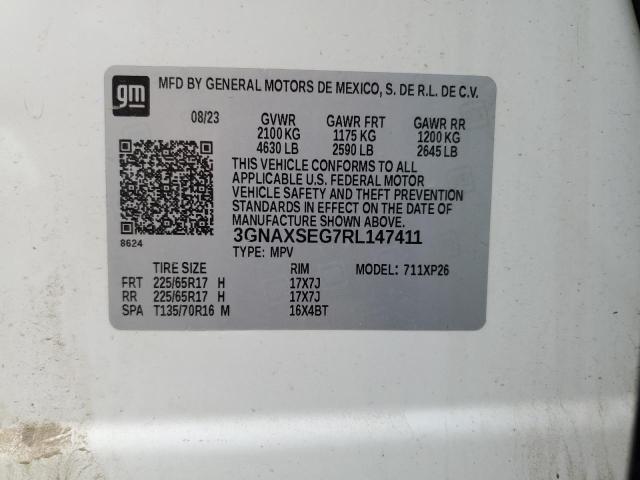 gm
MFD BY GENERAL MOTORS DE MEXICO, S. DE R.L. DE C.V.
08/23 GVWR GAWR FRT GAWR RR
2100 KG 1175 KG 1200 KG
4630 LB 2590 LB 2645 LB
THIS VEHICLE CONFORMS TO ALL
APPLICABLE U.S. FEDERAL MOTOR
VEHICLE SAFETY AND THEFT PREVENTION
STANDARDS IN EFFECT ON THE DATE OF
MANUFACTURE SHOWN ABOVE.
8624 3GNAXSEG7RL147411
TYPE: MPV
TIRE SIZE RIM MODEL: 711XP26
FRT 225/65R17 H 17X7J
RR 225/65R17 H 17X7J
SPA T135/70R16 M 16X4BT